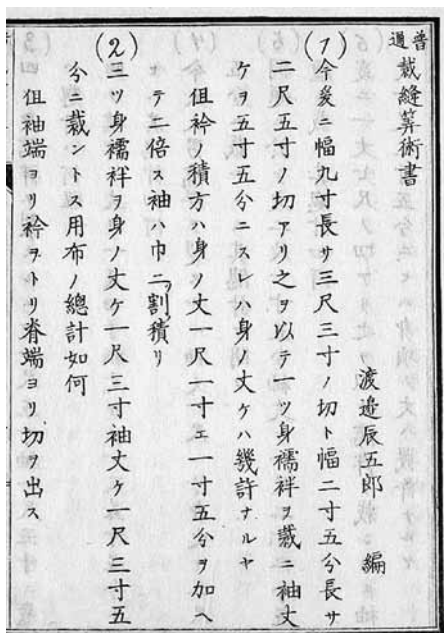 普通裁縫算術書
渡邉辰五郎 編
(1)今爰ニ幅九寸長サ三尺三寸ノ切ト幅二寸五分長サ
二尺五寸ノ切アリ之ヲ以テ一ツ身襦袢ヲ裁ニ袖丈
ケヲ五寸五分ニスレハ身ノ丈ケハ幾許ナルヤ
但衿ノ積方ハ身ノ丈一尺一寸エ一寸五分ヲ加ヘ
テ二倍ス袖ハ巾ニ二割積リ
(2)三ツ身襦袢ヲ身ノ丈ケ一尺三寸袖丈ケ一尺三寸五
分ニ裁ントス用布ノ總計如何
但袖端ヨリ衿ヲトリ脊端ヨリ切ヲ出ス